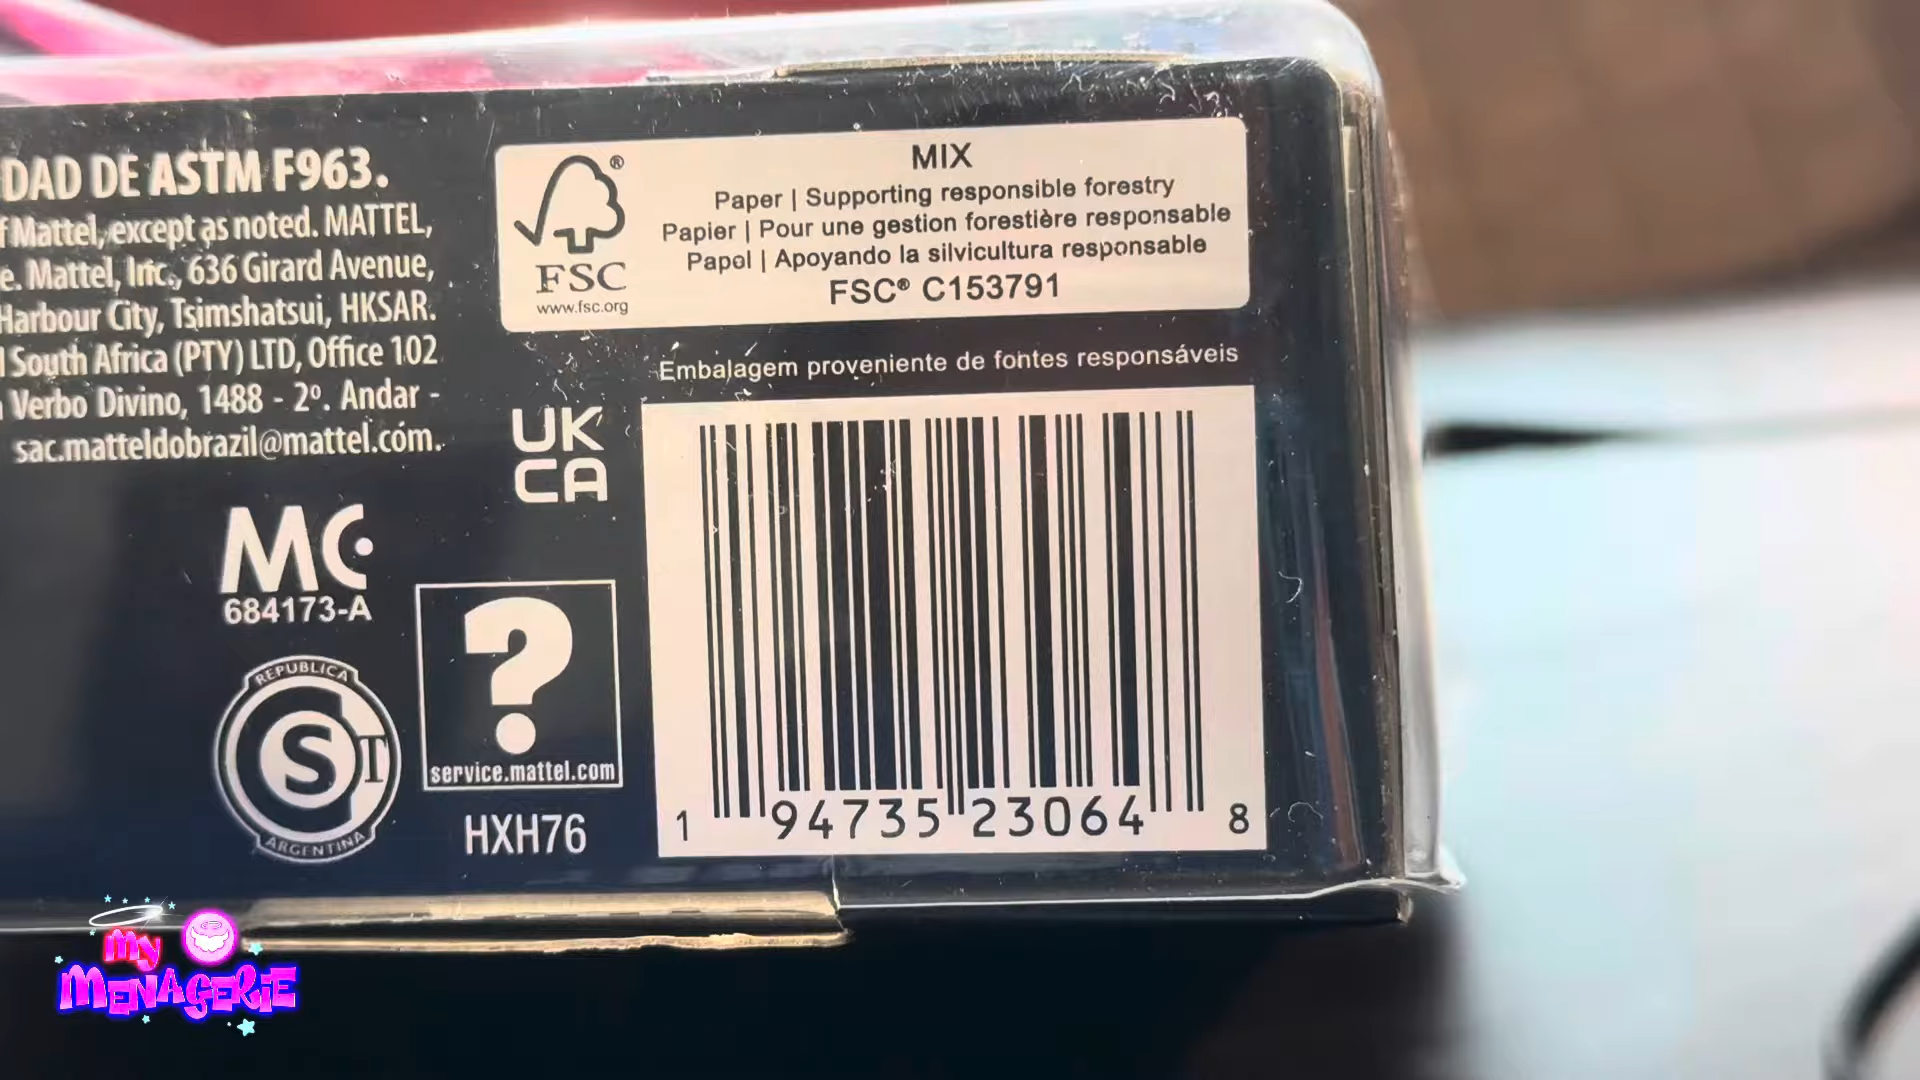 DAD DE ASTM F963.
f Mattel, except as noted. MATTEL,
e. Mattel, Inc., 636 Girard Avenue,
Harbour City, Tsimshatsui, HKSAR.
South Africa (PTY) LTD, Office 102
Verbo Divino, 1488 - 2º. Andar -
sac.matteldobrazil@mattel.com.
MC
684173-A
REPUBLICA
S T
ARGENTINA
service.mattel.com
HXH76
UK
CA
FSC
www.fsc.org
MIX
Paper | Supporting responsible forestry
Papier | Pour une gestion forestière responsable
Papel | Apoyando la silvicultura responsable
FSC® C153791
Embalagem proveniente de fontes responsáveis
1 94735 23064 8
my
MENAGERIE